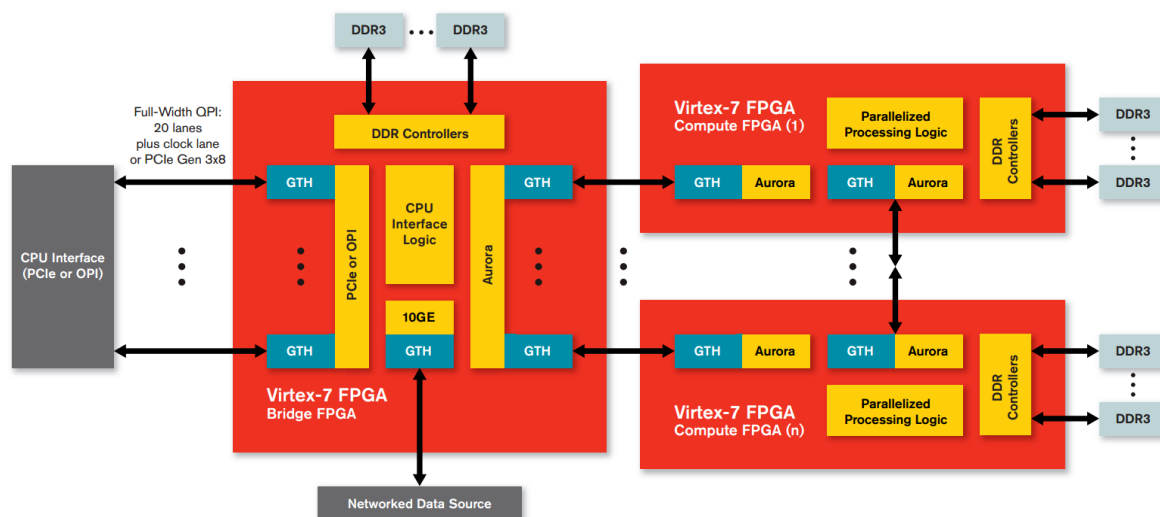 DDR3
DDR3
Full-Width QPI:
20 lanes
plus clock lane
or PCIe Gen 3x8
DDR Controllers
GTH
GTH
PCIe or OPI
CPU
Interface
Logic
Aurora
10GE
GTH
GTH
GTH
CPU Interface
(PCIe or OPI)
Virtex-7 FPGA
Bridge FPGA
Networked Data Source
Virtex-7 FPGA
Compute FPGA (1)
Parallelized
Processing Logic
DDR
Controllers
GTH
Aurora
GTH
Aurora
DDR3
DDR3
GTH
Aurora
GTH
Aurora
DDR
Controllers
Virtex-7 FPGA
Compute FPGA (n)
Parallelized
Processing Logic
DDR3
DDR3